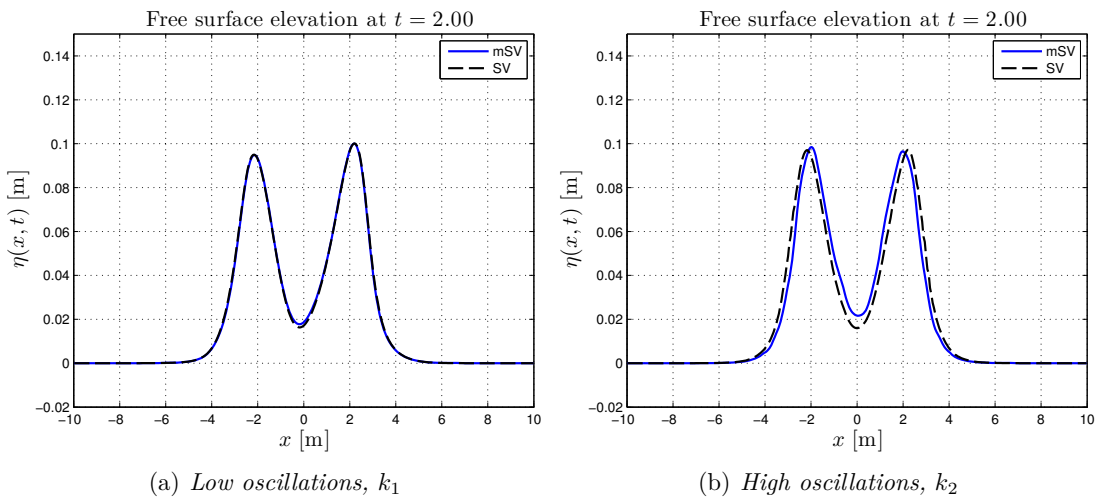 Free surface elevation at t = 2.00
mSV
SV
0.14
0.12
0.1
0.08
0.06
0.04
0.02
0
−0.02
η(x, t) [m]
−10 −8 −6 −4 −2 0 2 4 6 8 10
x [m]
(a) Low oscillations, k₁
Free surface elevation at t = 2.00
mSV
SV
0.14
0.12
0.1
0.08
0.06
0.04
0.02
0
−0.02
η(x, t) [m]
−10 −8 −6 −4 −2 0 2 4 6 8 10
x [m]
(b) High oscillations, k₂